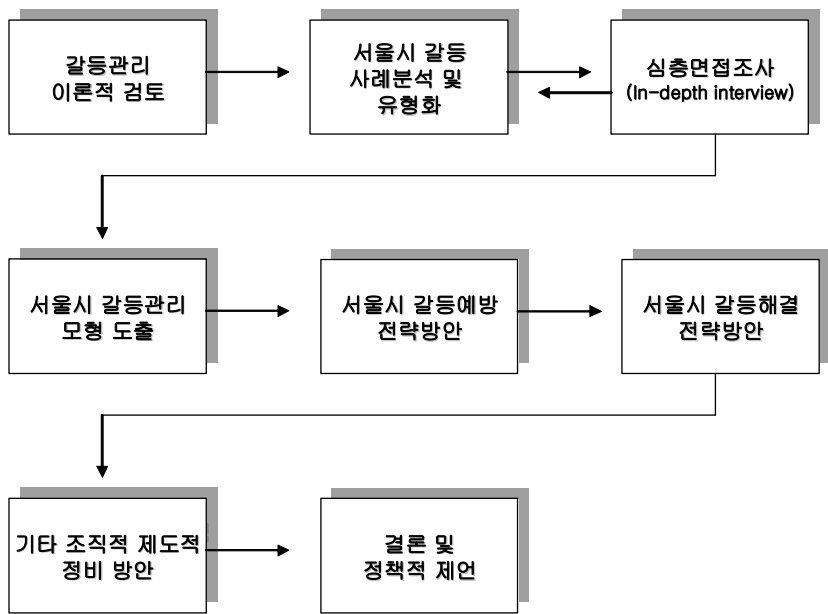 갈등관리
이론적 검토
서울시 갈등
사례분석 및
유형화
심층면접조사
(In-depth interview)
서울시 갈등관리
모형 도출
서울시 갈등예방
전략방안
서울시 갈등해결
전략방안
기타 조직적 제도적
정비 방안
결론 및
정책적 제언